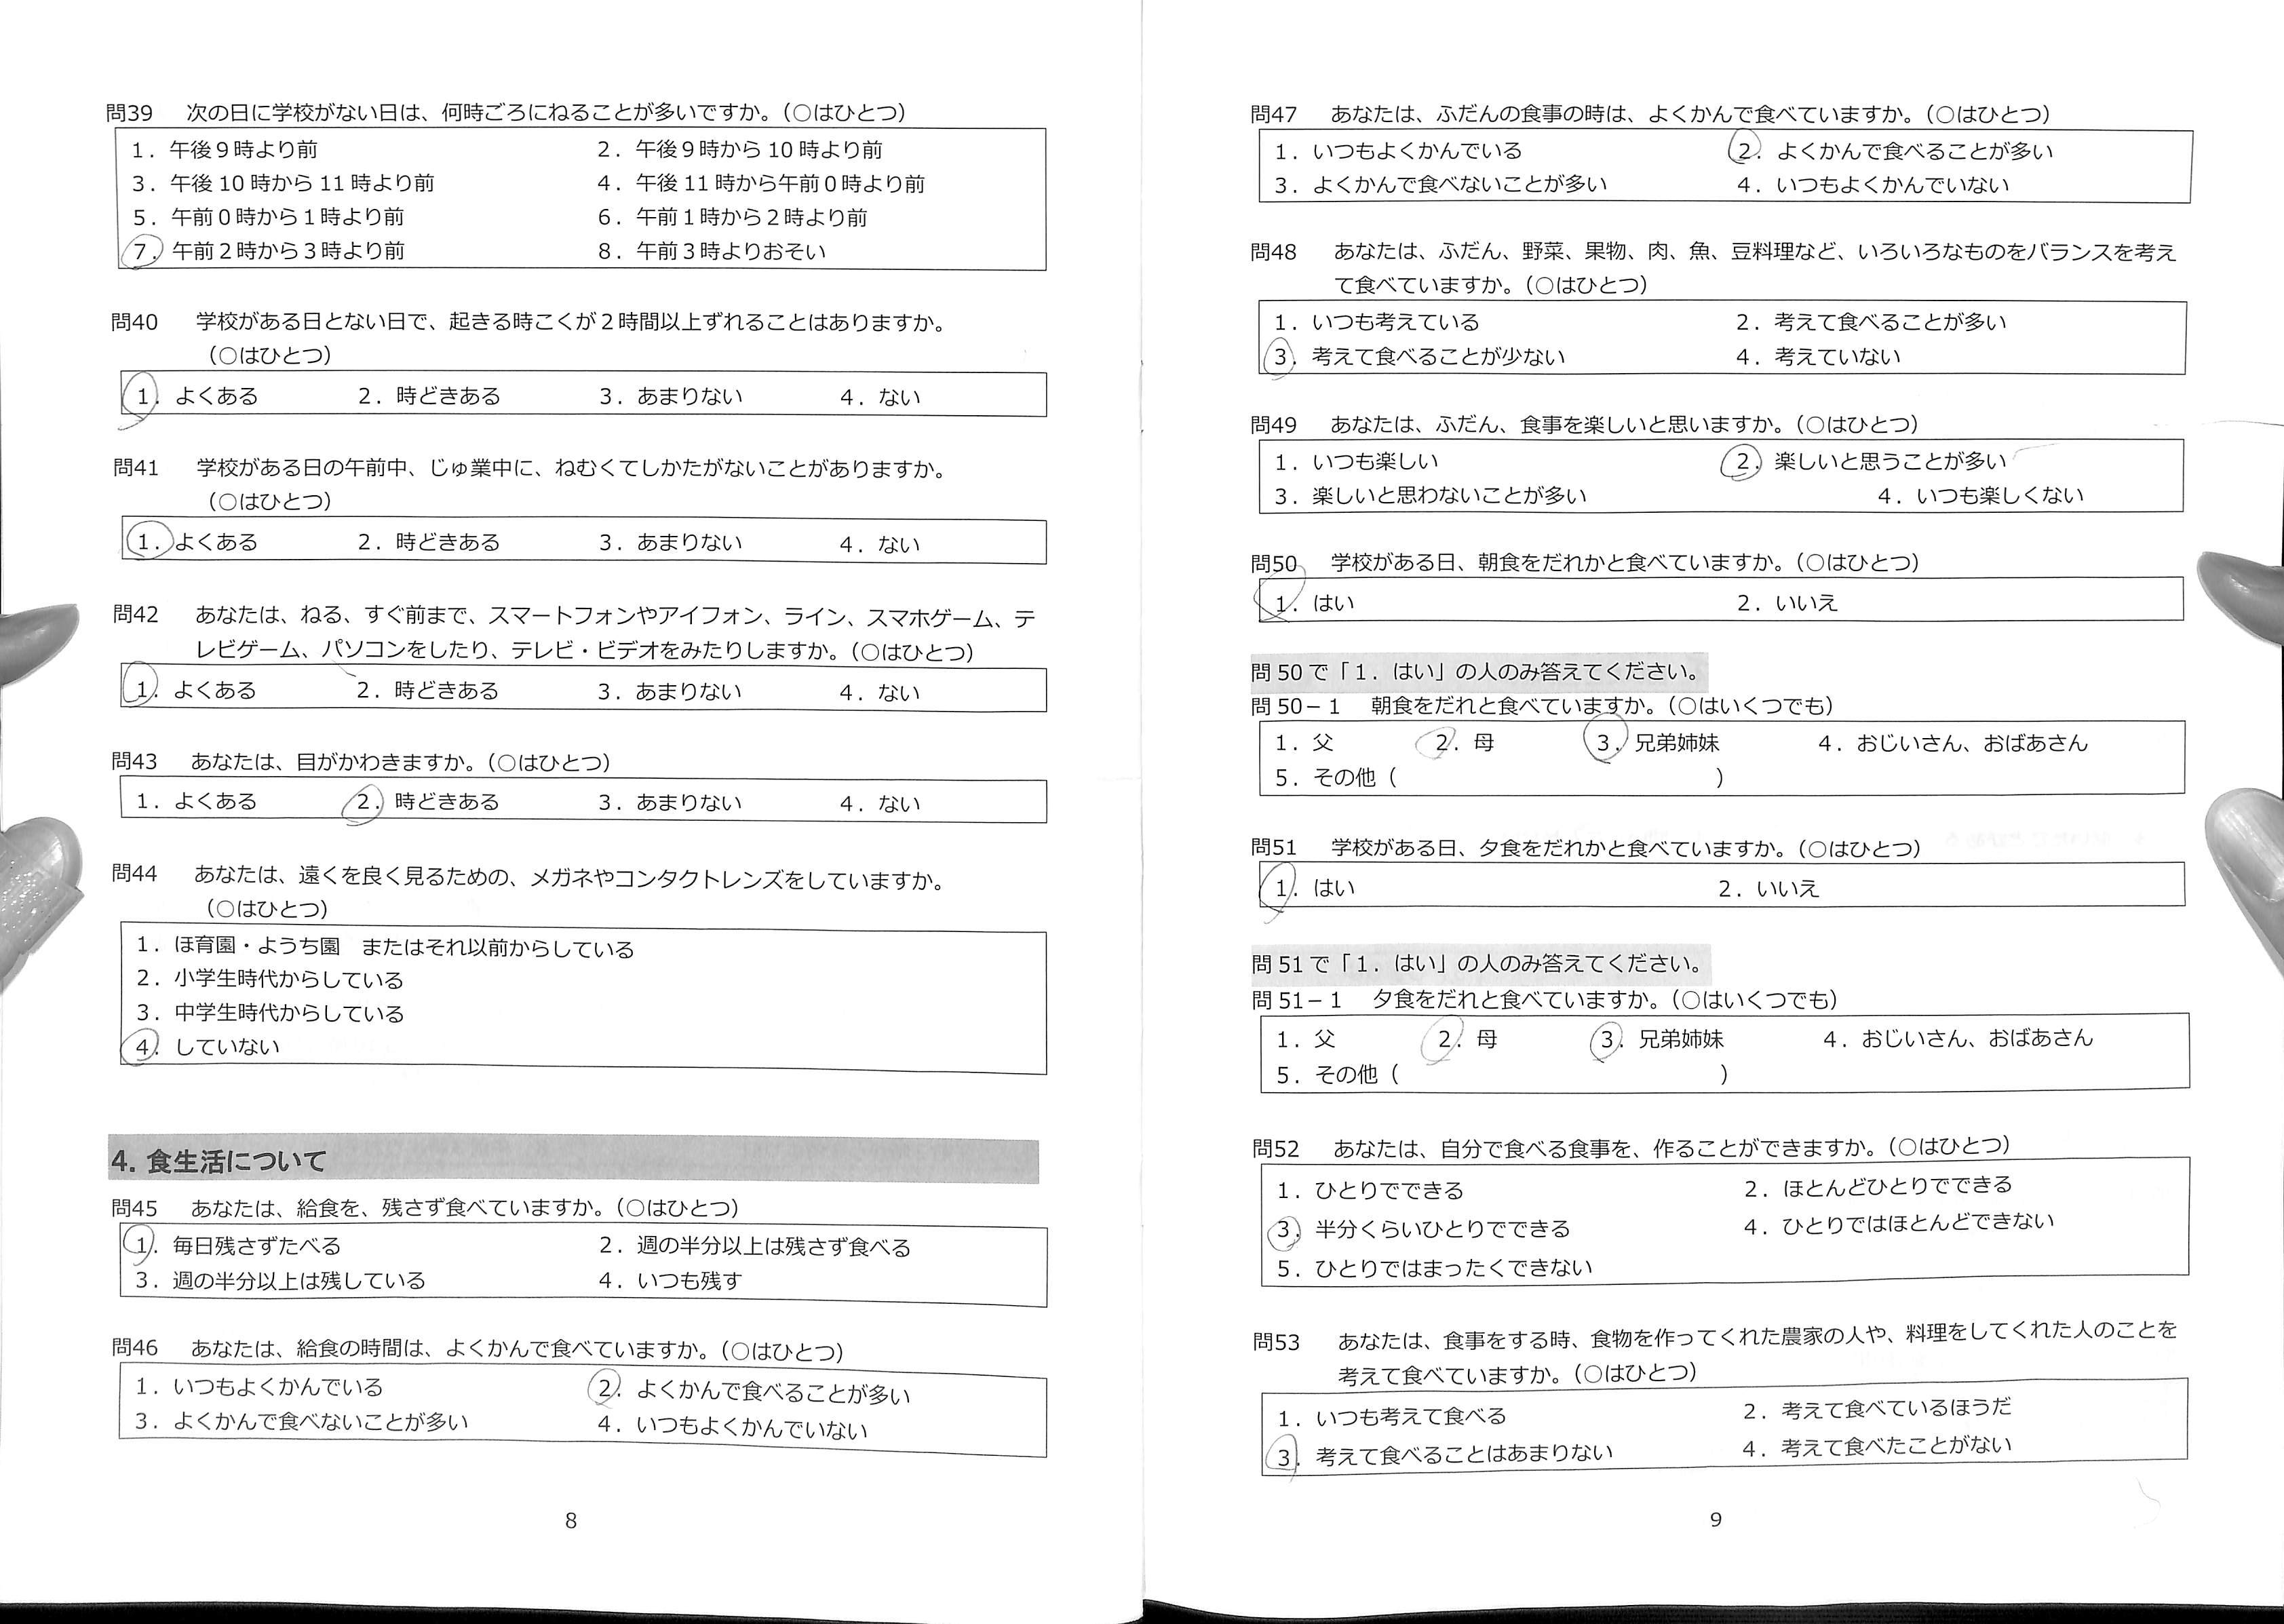 問39 次の日に学校がない日は、何時ごろにねることが多いですか。（○はひとつ）
1．午後９時より前 2．午後９時から 10 時より前
3．午後 10 時から 11 時より前 4．午後 11 時から午前０時より前
5．午前０時から１時より前 6．午前１時から２時より前
7．午前２時から３時より前 8．午前３時よりおそい
問40 学校がある日とない日で、起きる時こくが２時間以上ずれることはありますか。
（○はひとつ）
1．よくある 2．時どきある 3．あまりない 4．ない
問41 学校がある日の午前中、じゅ業中に、ねむくてしかたがないことがありますか。
（○はひとつ）
1．よくある 2．時どきある 3．あまりない 4．ない
問42 あなたは、ねる、すぐ前まで、スマートフォンやアイフォン、ライン、スマホゲーム、テ
レビゲーム、パソコンをしたり、テレビ・ビデオをみたりしますか。（○はひとつ）
1．よくある 2．時どきある 3．あまりない 4．ない
問43 あなたは、目がかわきますか。（○はひとつ）
1．よくある 2．時どきある 3．あまりない 4．ない
問44 あなたは、遠くを良く見るための、メガネやコンタクトレンズをしていますか。
（○はひとつ）
1．ほ育園・ようち園 またはそれ以前からしている
2．小学生時代からしている
3．中学生時代からしている
4．していない
4. 食生活について
問45 あなたは、給食を、残さず食べていますか。（○はひとつ）
1．毎日残さずたべる 2．週の半分以上は残さず食べる
3．週の半分以上は残している 4．いつも残す
問46 あなたは、給食の時間は、よくかんで食べていますか。（○はひとつ）
1．いつもよくかんでいる 2．よくかんで食べることが多い
3．よくかんで食べないことが多い 4．いつもよくかんでいない
8
問47 あなたは、ふだんの食事の時は、よくかんで食べていますか。（○はひとつ）
1．いつもよくかんでいる 2．よくかんで食べることが多い
3．よくかんで食べないことが多い 4．いつもよくかんでいない
問48 あなたは、ふだん、野菜、果物、肉、魚、豆料理など、いろいろなものをバランスを考え
て食べていますか。（○はひとつ）
1．いつも考えている 2．考えて食べることが多い
3．考えて食べることが少ない 4．考えていない
問49 あなたは、ふだん、食事を楽しいと思いますか。（○はひとつ）
1．いつも楽しい 2．楽しいと思うことが多い
3．楽しいと思わないことが多い 4．いつも楽しくない
問50 学校がある日、朝食をだれかと食べていますか。（○はひとつ）
1．はい 2．いいえ
問 50 で「１．はい」の人のみ答えてください。
問 50－１ 朝食をだれと食べていますか。（○はいくつでも）
1．父 2．母 3．兄弟姉妹 4．おじいさん、おばあさん
5．その他（ ）
問51 学校がある日、夕食をだれかと食べていますか。（○はひとつ）
1．はい 2．いいえ
問 51 で「１．はい」の人のみ答えてください。
問 51－１ 夕食をだれと食べていますか。（○はいくつでも）
1．父 2．母 3．兄弟姉妹 4．おじいさん、おばあさん
5．その他（ ）
問52 あなたは、自分で食べる食事を、作ることができますか。（○はひとつ）
1．ひとりでできる 2．ほとんどひとりでできる
3．半分くらいひとりでできる 4．ひとりではほとんどできない
5．ひとりではまったくできない
問53 あなたは、食事をする時、食物を作ってくれた農家の人や、料理をしてくれた人のことを
考えて食べていますか。（○はひとつ）
1．いつも考えて食べる 2．考えて食べているほうだ
3．考えて食べることはあまりない 4．考えて食べたことがない
9